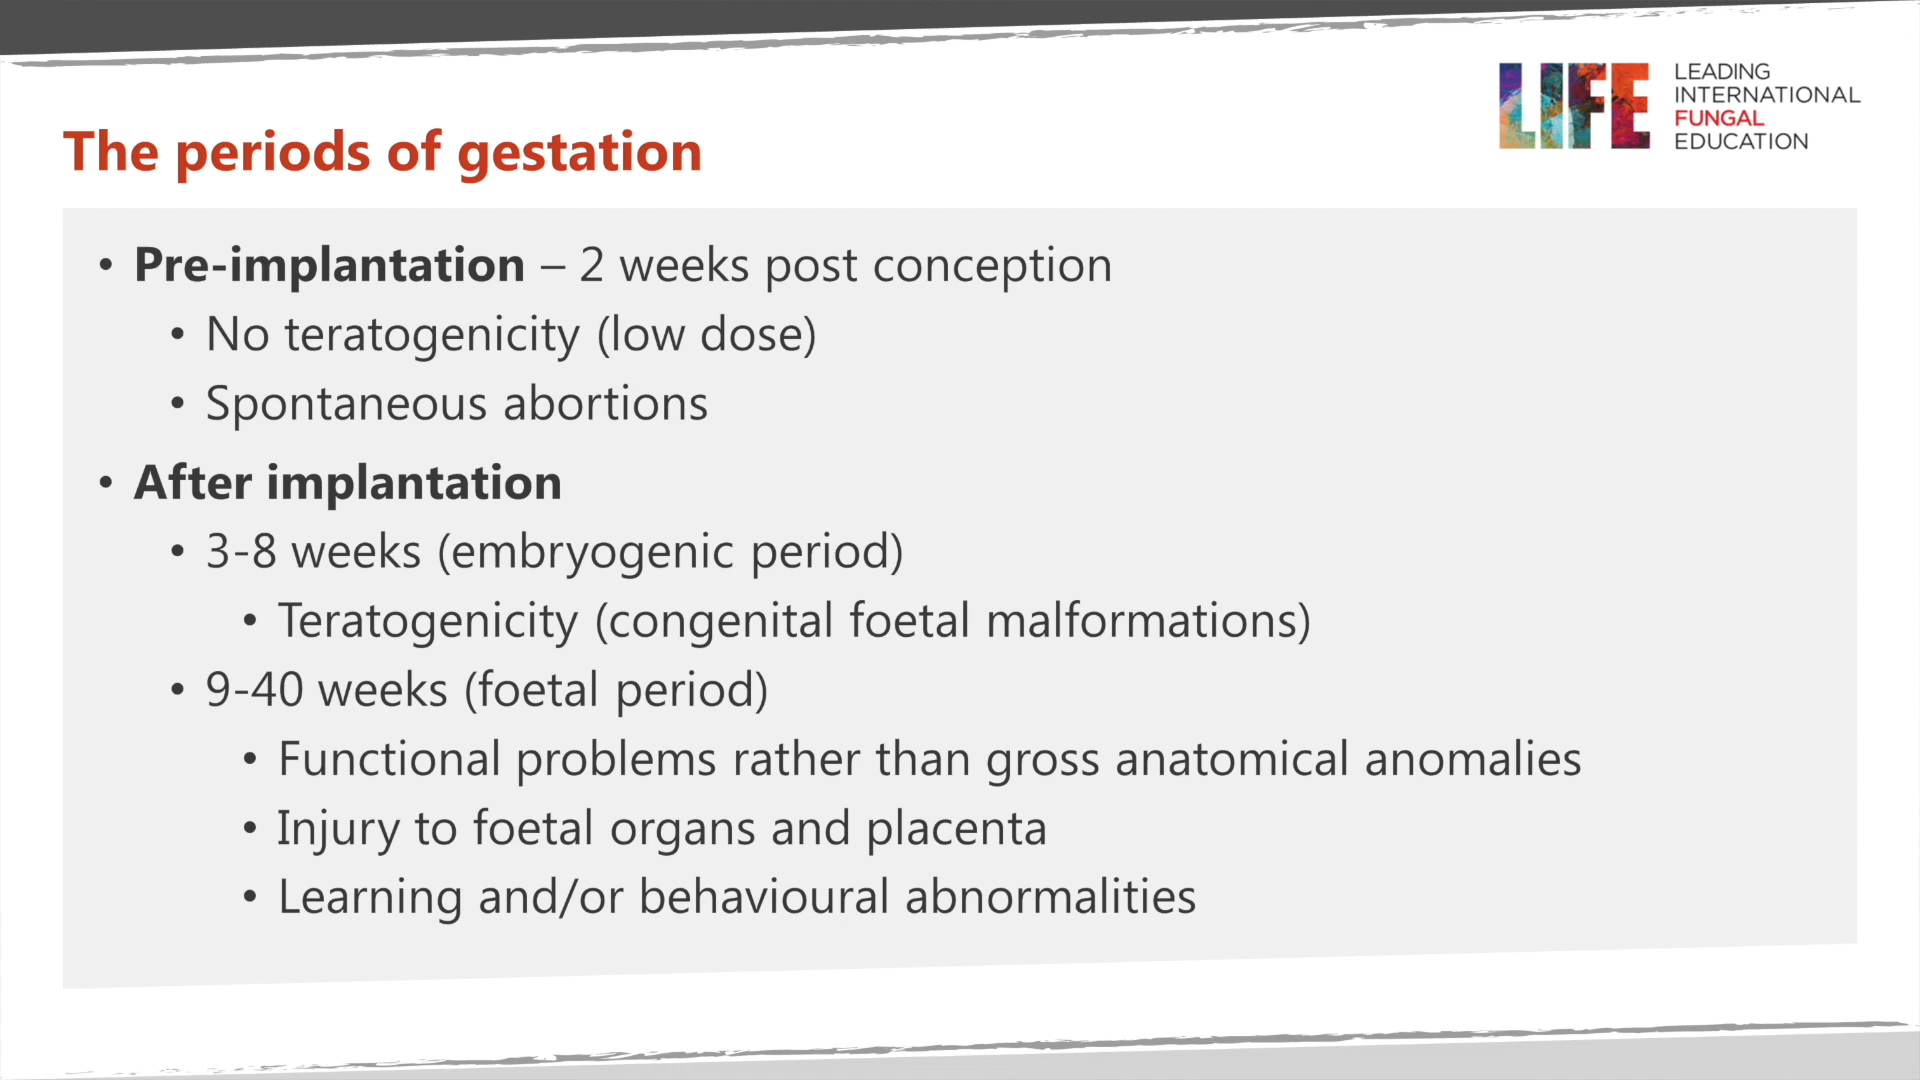 LIFE
LEADING
INTERNATIONAL
FUNGAL
EDUCATION
The periods of gestation
• Pre-implantation – 2 weeks post conception
• No teratogenicity (low dose)
• Spontaneous abortions
• After implantation
• 3-8 weeks (embryogenic period)
• Teratogenicity (congenital foetal malformations)
• 9-40 weeks (foetal period)
• Functional problems rather than gross anatomical anomalies
• Injury to foetal organs and placenta
• Learning and/or behavioural abnormalities